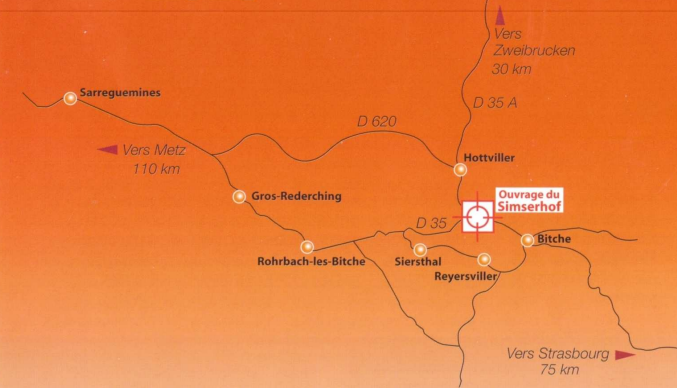 Vers
Zweibrucken
30 km
Sarreguemines
D 35 A
D 620
Vers Metz
110 km
Hottviller
Gros-Rederching
Ouvrage du
Simserhof
D 35
Bitche
Rohrbach-les-Bitche
Siersthal
Reyersviller
Vers Strasbourg
75 km